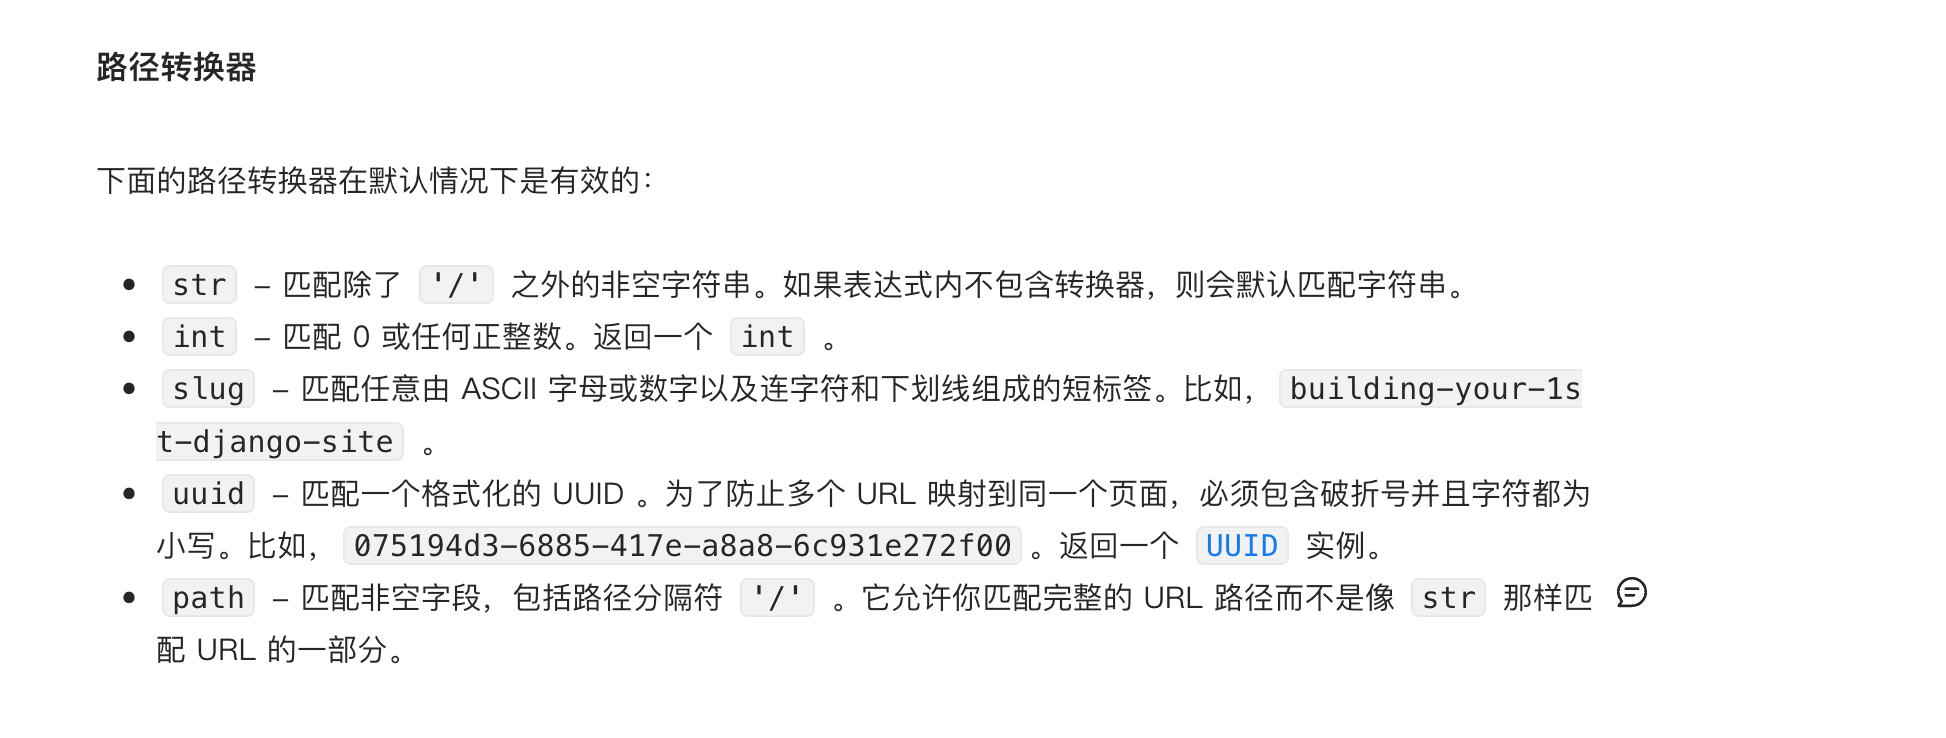 路径转换器
下面的路径转换器在默认情况下是有效的：
• str – 匹配除了 '/' 之外的非空字符串。如果表达式内不包含转换器，则会默认匹配字符串。
• int – 匹配 0 或任何正整数。返回一个 int 。
• slug – 匹配任意由 ASCII 字母或数字以及连字符和下划线组成的短标签。比如， building-your-1s
t-django-site 。
• uuid – 匹配一个格式化的 UUID 。为了防止多个 URL 映射到同一个页面，必须包含破折号并且字符都为
小写。比如， 075194d3-6885-417e-a8a8-6c931e272f00 。返回一个 UUID 实例。
• path – 匹配非空字段，包括路径分隔符 '/' 。它允许你匹配完整的 URL 路径而不是像 str 那样匹
配 URL 的一部分。